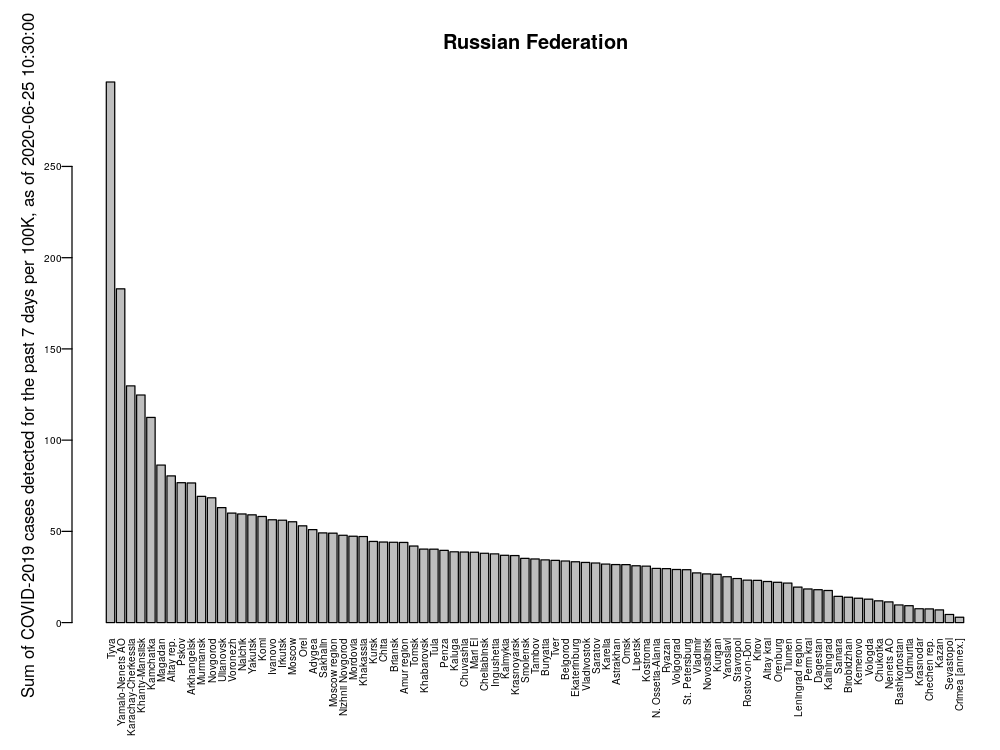 Russian Federation
Sum of COVID-2019 cases detected for the past 7 days per 100K, as of 2020-06-25 10:30:00
250
200
150
100
50
0
Tyva
Yamalo-Nenets AO
Karachay-Cherkessia
Khanty-Mansiisk
Kamchatka
Magadan
Altay rep.
Pskov
Arkhangelsk
Murmansk
Novgorod
Ulianovsk
Voronezh
Nalchik
Yakutsk
Komi
Ivanovo
Irkutsk
Moscow
Orel
Adygea
Sakhalin
Moscow region
Nizhnii Novgorod
Mordovia
Khakassia
Kursk
Chita
Briansk
Amur region
Tomsk
Khabarovsk
Tula
Penza
Kaluga
Chuvashia
Mari El
Cheliabinsk
Ingushetia
Kalmykia
Krasnoyarsk
Smolensk
Tambov
Buryatia
Tver
Belgorod
Ekaterinburg
Vladivostok
Saratov
Karelia
Astrakhan
Omsk
Lipetsk
Kostroma
N. Ossetia-Alania
Ryazan
Volgograd
St. Petersburg
Vladimir
Novosibirsk
Kurgan
Yaroslavl
Stavropol
Rostov-on-Don
Kirov
Altay krai
Orenburg
Tiumen
Leningrad region
Perm krai
Dagestan
Kaliningrad
Samara
Birobidzhan
Kemerovo
Vologda
Chukotka
Nenets AO
Bashkortostan
Udmurtia
Krasnodar
Chechen rep.
Kazan
Sevastopol
Crimea [annex.]